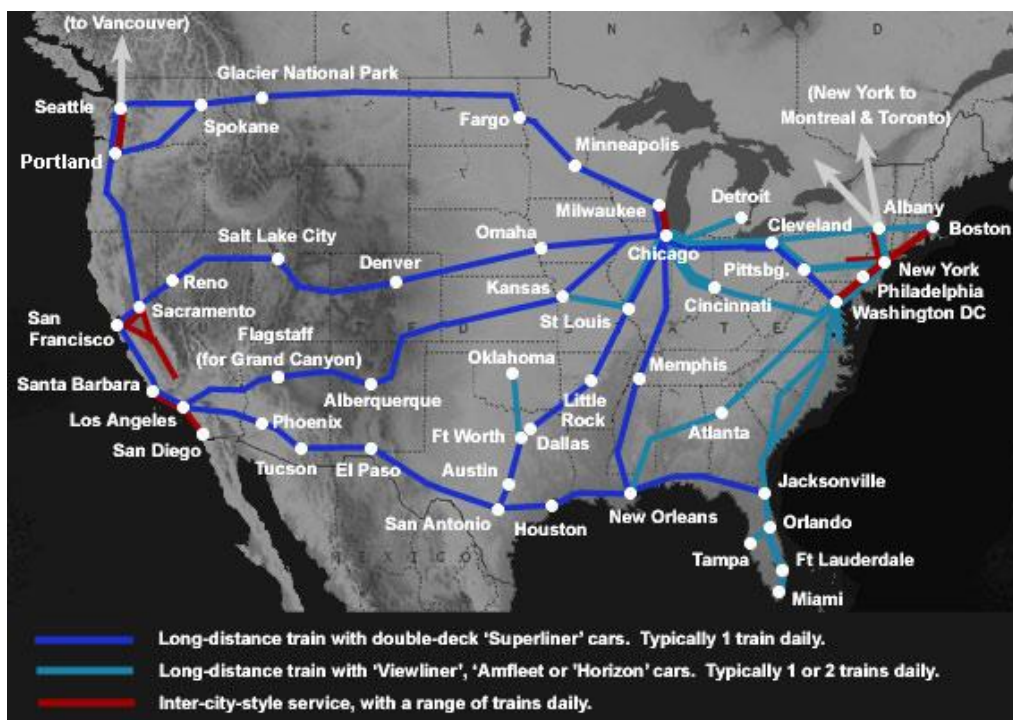 (to Vancouver)
C A N A D A
Glacier National Park
Seattle
Spokane
Fargo
(New York to
Montreal & Toronto)
Portland
Minneapolis
Detroit
Milwaukee
Albany
Cleveland
Boston
Salt Lake City
Omaha
Chicago
Denver
Pittsbg.
New York
Reno
Kansas
Cincinnati
Philadelphia
Sacramento
St Louis
Washington DC
San
Francisco
Flagstaff
(for Grand Canyon)
Oklahoma
Memphis
Santa Barbara
Alberquerque
Little
Rock
Los Angeles
Phoenix
Ft Worth
Dallas
Atlanta
San Diego
Tucson
El Paso
Austin
Jacksonville
San Antonio
Houston
New Orleans
Orlando
Tampa
Ft Lauderdale
M E X I C O
Miami
Long-distance train with double-deck 'Superliner' cars.  Typically 1 train daily.
Long-distance train with 'Viewliner', 'Amfleet or 'Horizon' cars.  Typically 1 or 2 trains daily.
Inter-city-style service, with a range of trains daily.